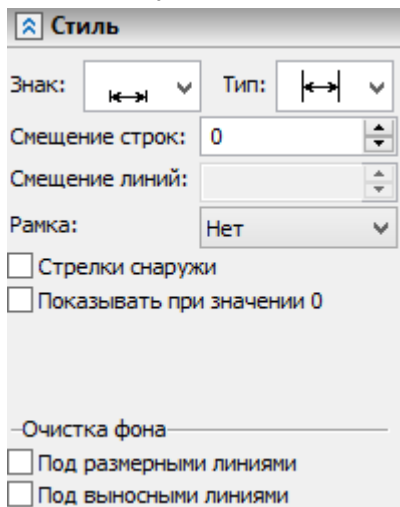 Стиль
Знак: Тип:
Смещение строк: 0
Смещение линий:
Рамка: Нет
Стрелки снаружи
Показывать при значении 0
Очистка фона
Под размерными линиями
Под выносными линиями